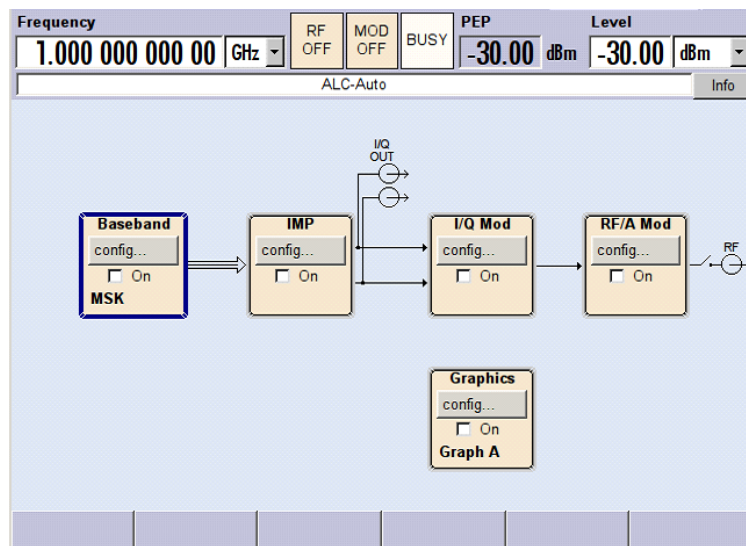 Frequency
1.000 000 000 00 GHz
RF OFF
MOD OFF
BUSY
PEP
-30.00 dBm
Level
-30.00 dBm
ALC-Auto
Info
I/Q
OUT
Baseband
config...
On
MSK
IMP
config...
On
I/Q Mod
config...
On
RF/A Mod
config...
On
RF
Graphics
config...
On
Graph A